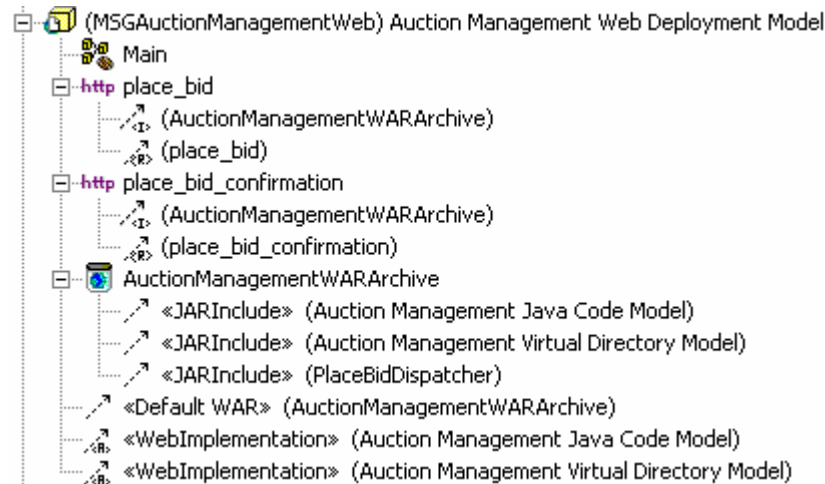 (MSGAuctionManagementWeb) Auction Management Web Deployment Model
Main
http place_bid
<I> (AuctionManagementWARArchive)
<R> (place_bid)
http place_bid_confirmation
<I> (AuctionManagementWARArchive)
<R> (place_bid_confirmation)
AuctionManagementWARArchive
«JARInclude» (Auction Management Java Code Model)
«JARInclude» (Auction Management Virtual Directory Model)
«JARInclude» (PlaceBidDispatcher)
«Default WAR» (AuctionManagementWARArchive)
<R> «WebImplementation» (Auction Management Java Code Model)
<R> «WebImplementation» (Auction Management Virtual Directory Model)